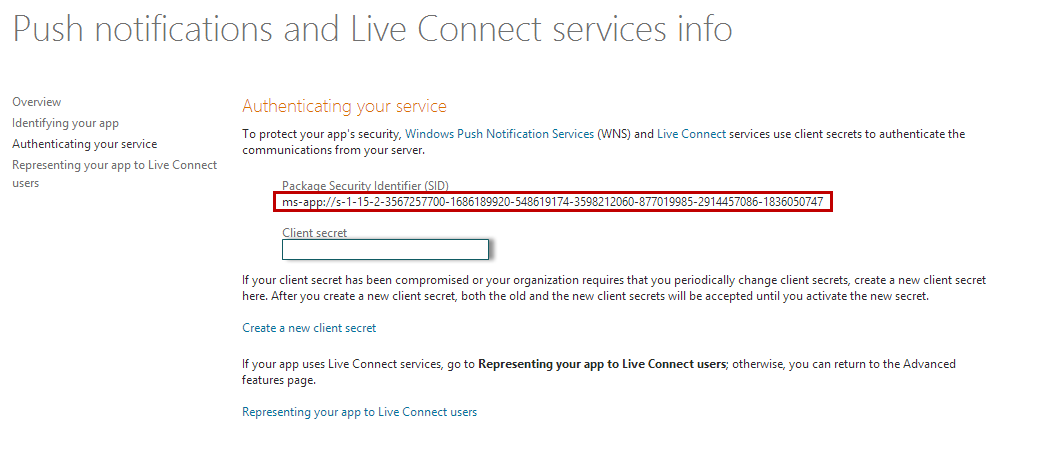 Push notifications and Live Connect services info
Overview
Identifying your app
Authenticating your service
Representing your app to Live Connect
users
Authenticating your service
To protect your app's security, Windows Push Notification Services (WNS) and Live Connect services use client secrets to authenticate the
communications from your server.
Package Security Identifier (SID)
ms-app://s-1-15-2-3567257700-1686189920-548619174-3598212060-877019985-2914457086-1836050747
Client secret
If your client secret has been compromised or your organization requires that you periodically change client secrets, create a new client secret
here. After you create a new client secret, both the old and the new client secrets will be accepted until you activate the new secret.
Create a new client secret
If your app uses Live Connect services, go to Representing your app to Live Connect users; otherwise, you can return to the Advanced
features page.
Representing your app to Live Connect users